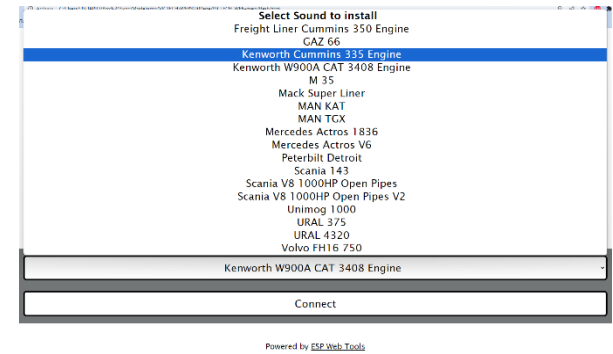 Select Sound to install
Freight Liner Cummins 350 Engine
GAZ 66
Kenworth Cummins 335 Engine
Kenworth W900A CAT 3408 Engine
M 35
Mack Super Liner
MAN KAT
MAN TGX
Mercedes Actros 1836
Mercedes Actros V6
Peterbilt Detroit
Scania 143
Scania V8 1000HP Open Pipes
Scania V8 1000HP Open Pipes V2
Unimog 1000
URAL 375
URAL 4320
Volvo FH16 750
Kenworth W900A CAT 3408 Engine
Connect
Powered by ESP Web Tools